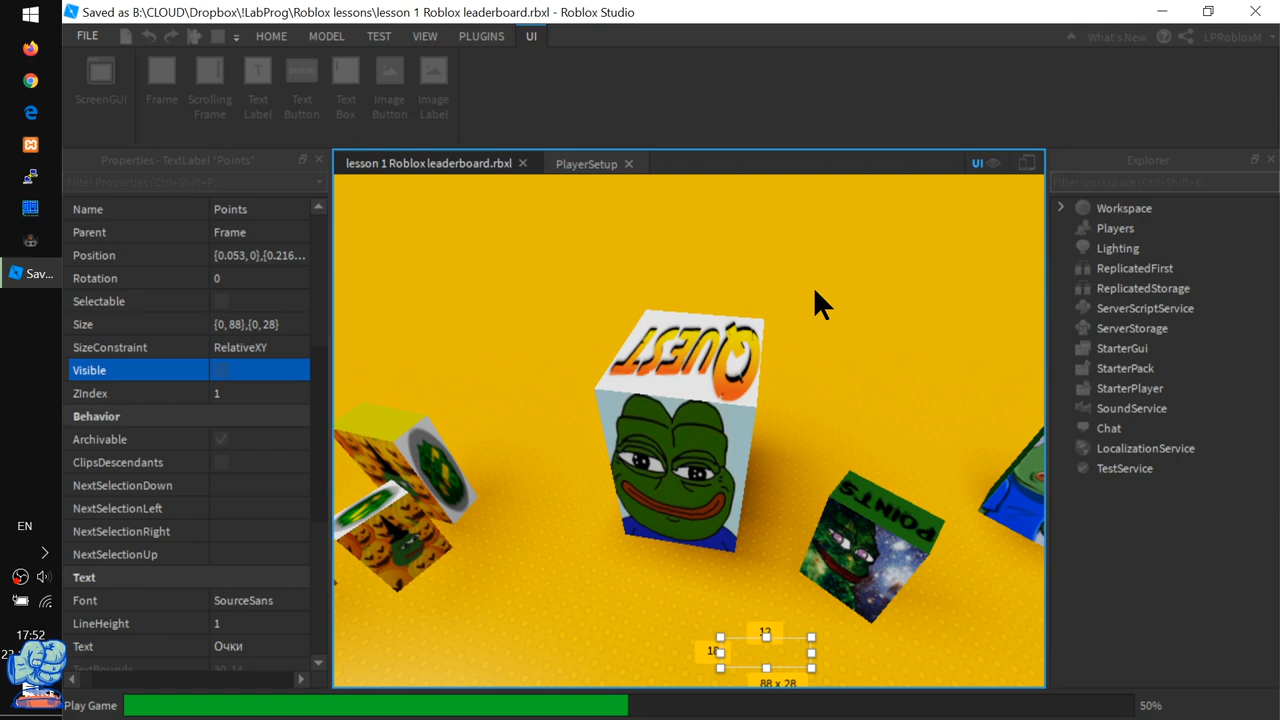 Saved as B:\CLOUD\Dropbox\!LabProg\Roblox lessons\lesson 1 Roblox leaderboard.rbxl - Roblox Studio
FILE HOME MODEL TEST VIEW PLUGINS UI What's New LPRobloxM
ScreenGUI Frame Scrolling Frame Text Label Text Button Text Box Image Button Image Label
Properties - TextLabel "Points"
Filter Properties (Ctrl+Shift+P)
lesson 1 Roblox leaderboard.rbxl PlayerSetup UI
Explorer
Filter workspace (Ctrl+Shift+X)
Name Points
Parent Frame
Position {0.053, 0},{0.216...
Rotation 0
Selectable
Size {0, 88},{0, 28}
SizeConstraint RelativeXY
Visible
ZIndex 1
Behavior
Archivable
ClipsDescendants
NextSelectionDown
NextSelectionLeft
NextSelectionRight
NextSelectionUp
Text
Font SourceSans
LineHeight 1
Text Очки
TextBounds 30, 14
QUEST
POINTS
12
18
88 x 28
Workspace
Players
Lighting
ReplicatedFirst
ReplicatedStorage
ServerScriptService
ServerStorage
StarterGui
StarterPack
StarterPlayer
SoundService
Chat
LocalizationService
TestService
Sav...
EN
17:52
Play Game 50%